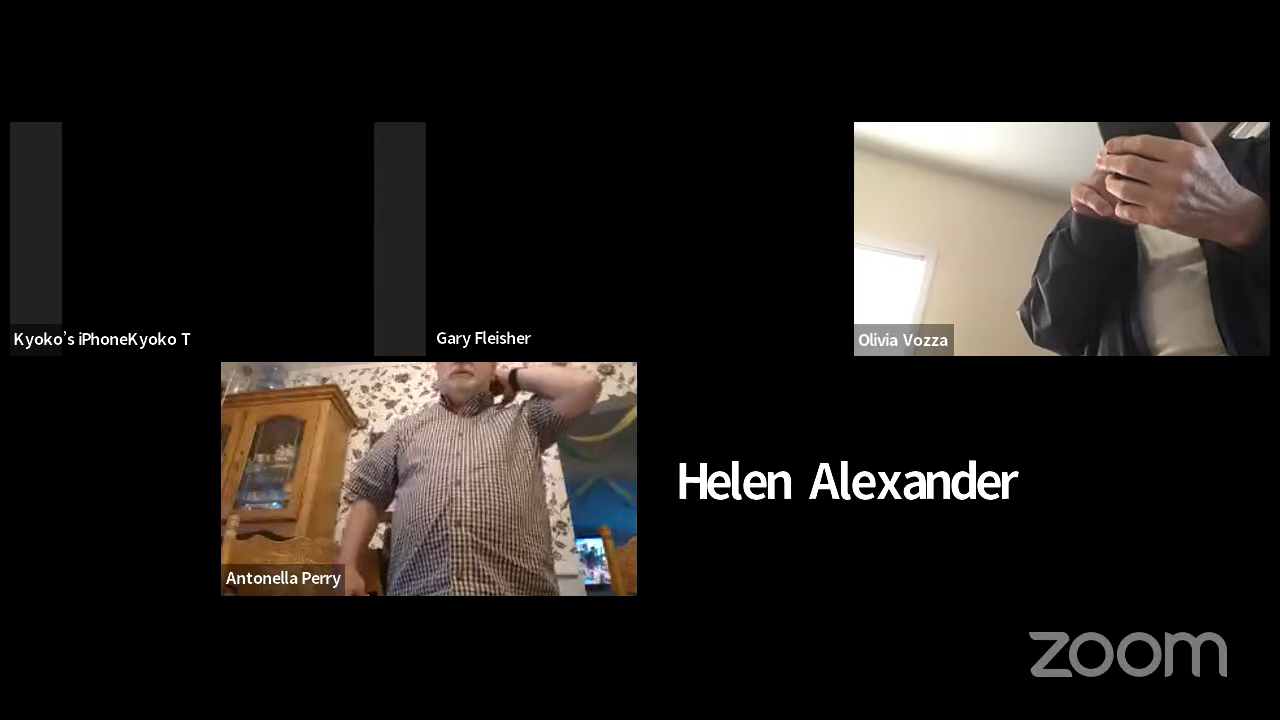 Kyoko's iPhoneKyoko T
Gary Fleisher
Olivia Vozza
Antonella Perry
Helen Alexander
zoom